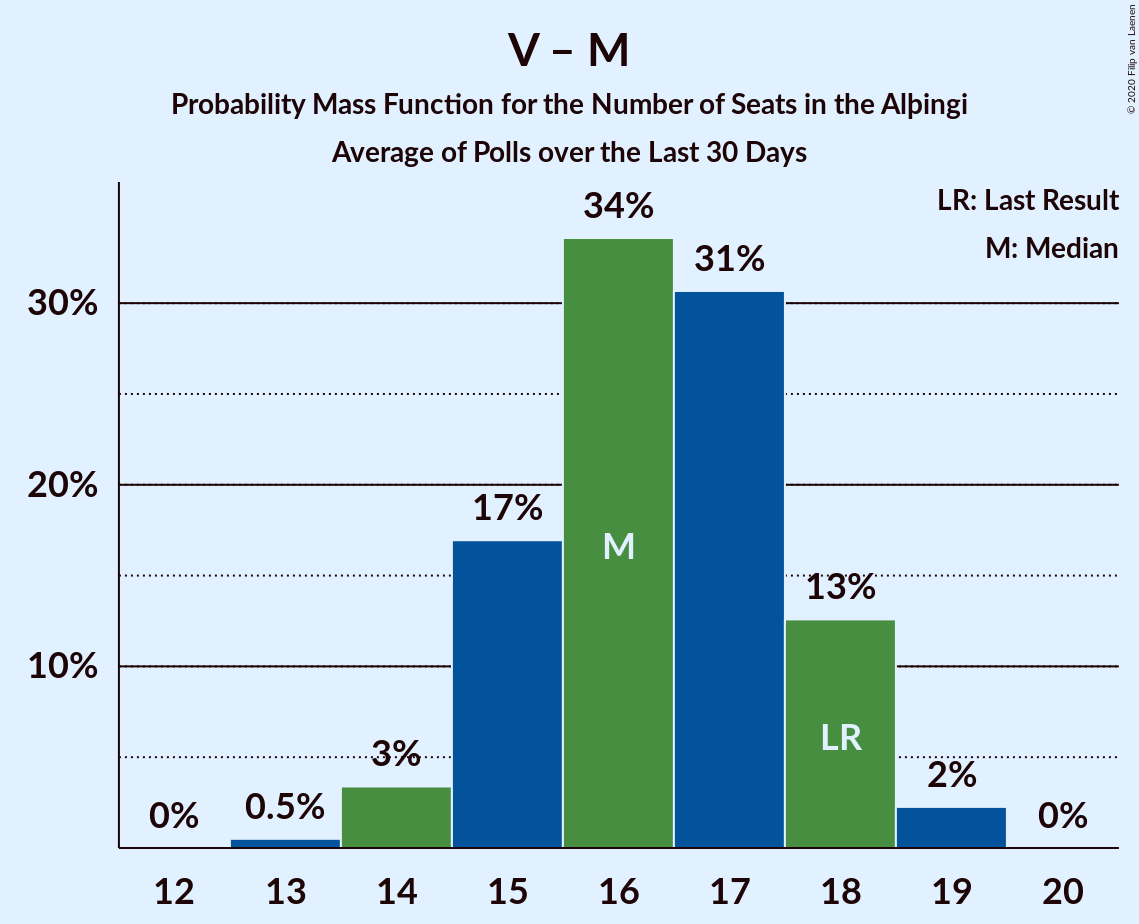 V – M
Probability Mass Function for the Number of Seats in the Alþingi
Average of Polls over the Last 30 Days
© 2020 Filip van Laenen
LR: Last Result
M: Median
34%
31%
30%
20%
17%
M
13%
10%
LR
3%
2%
0%
0.5%
0%
12 13 14 15 16 17 18 19 20